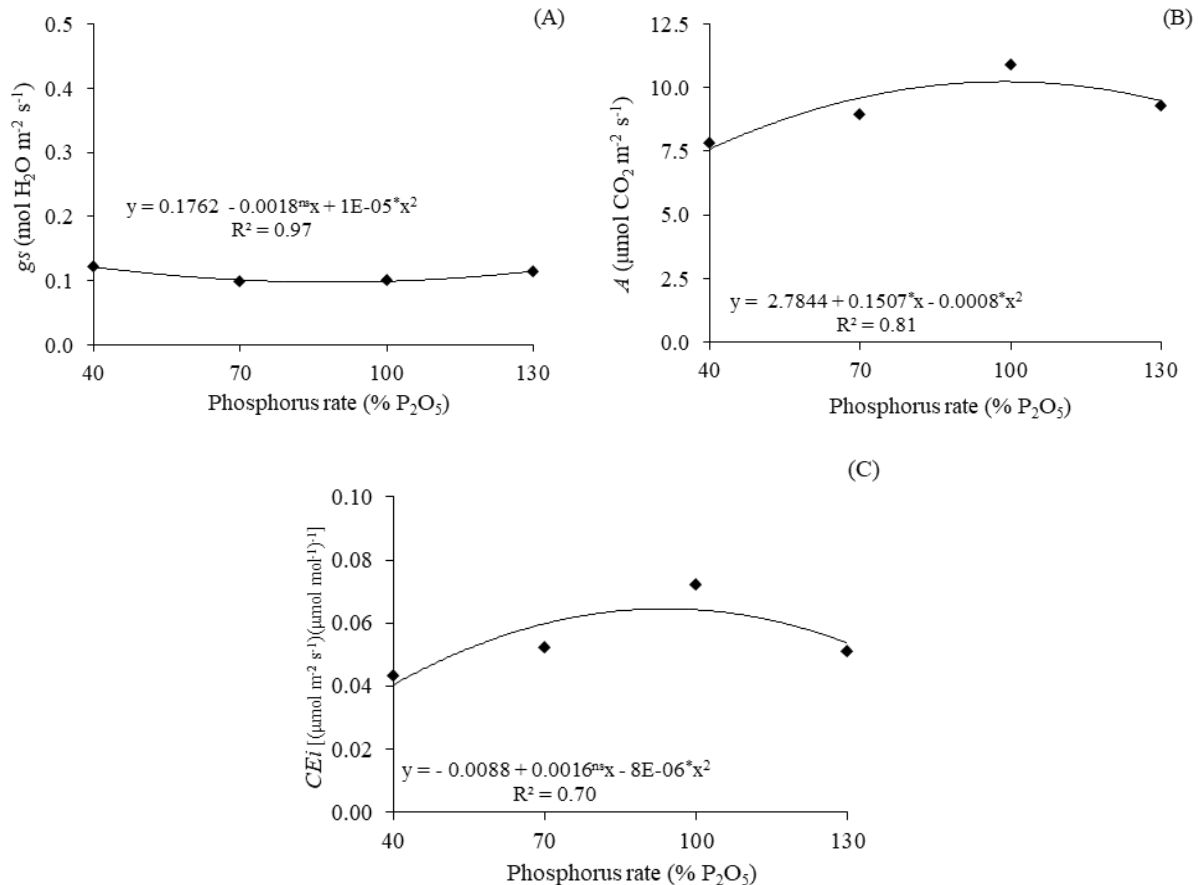 (A)
0.5
0.4
0.3
0.2
0.1
0.0
gs (mol H₂O m⁻² s⁻¹)
y = 0.1762 - 0.0018ⁿˢx + 1E-05*x²
R² = 0.97
40 70 100 130
Phosphorus rate (% P₂O₅)
(B)
12.5
10.0
7.5
5.0
2.5
0.0
A (µmol CO₂ m⁻² s⁻¹)
y = 2.7844 + 0.1507*x - 0.0008*x²
R² = 0.81
40 70 100 130
Phosphorus rate (% P₂O₅)
(C)
0.10
0.08
0.06
0.04
0.02
0.00
CEi [(µmol m⁻² s⁻¹)(µmol mol⁻¹)⁻¹]
y = - 0.0088 + 0.0016ⁿˢx - 8E-06*x²
R² = 0.70
40 70 100 130
Phosphorus rate (% P₂O₅)